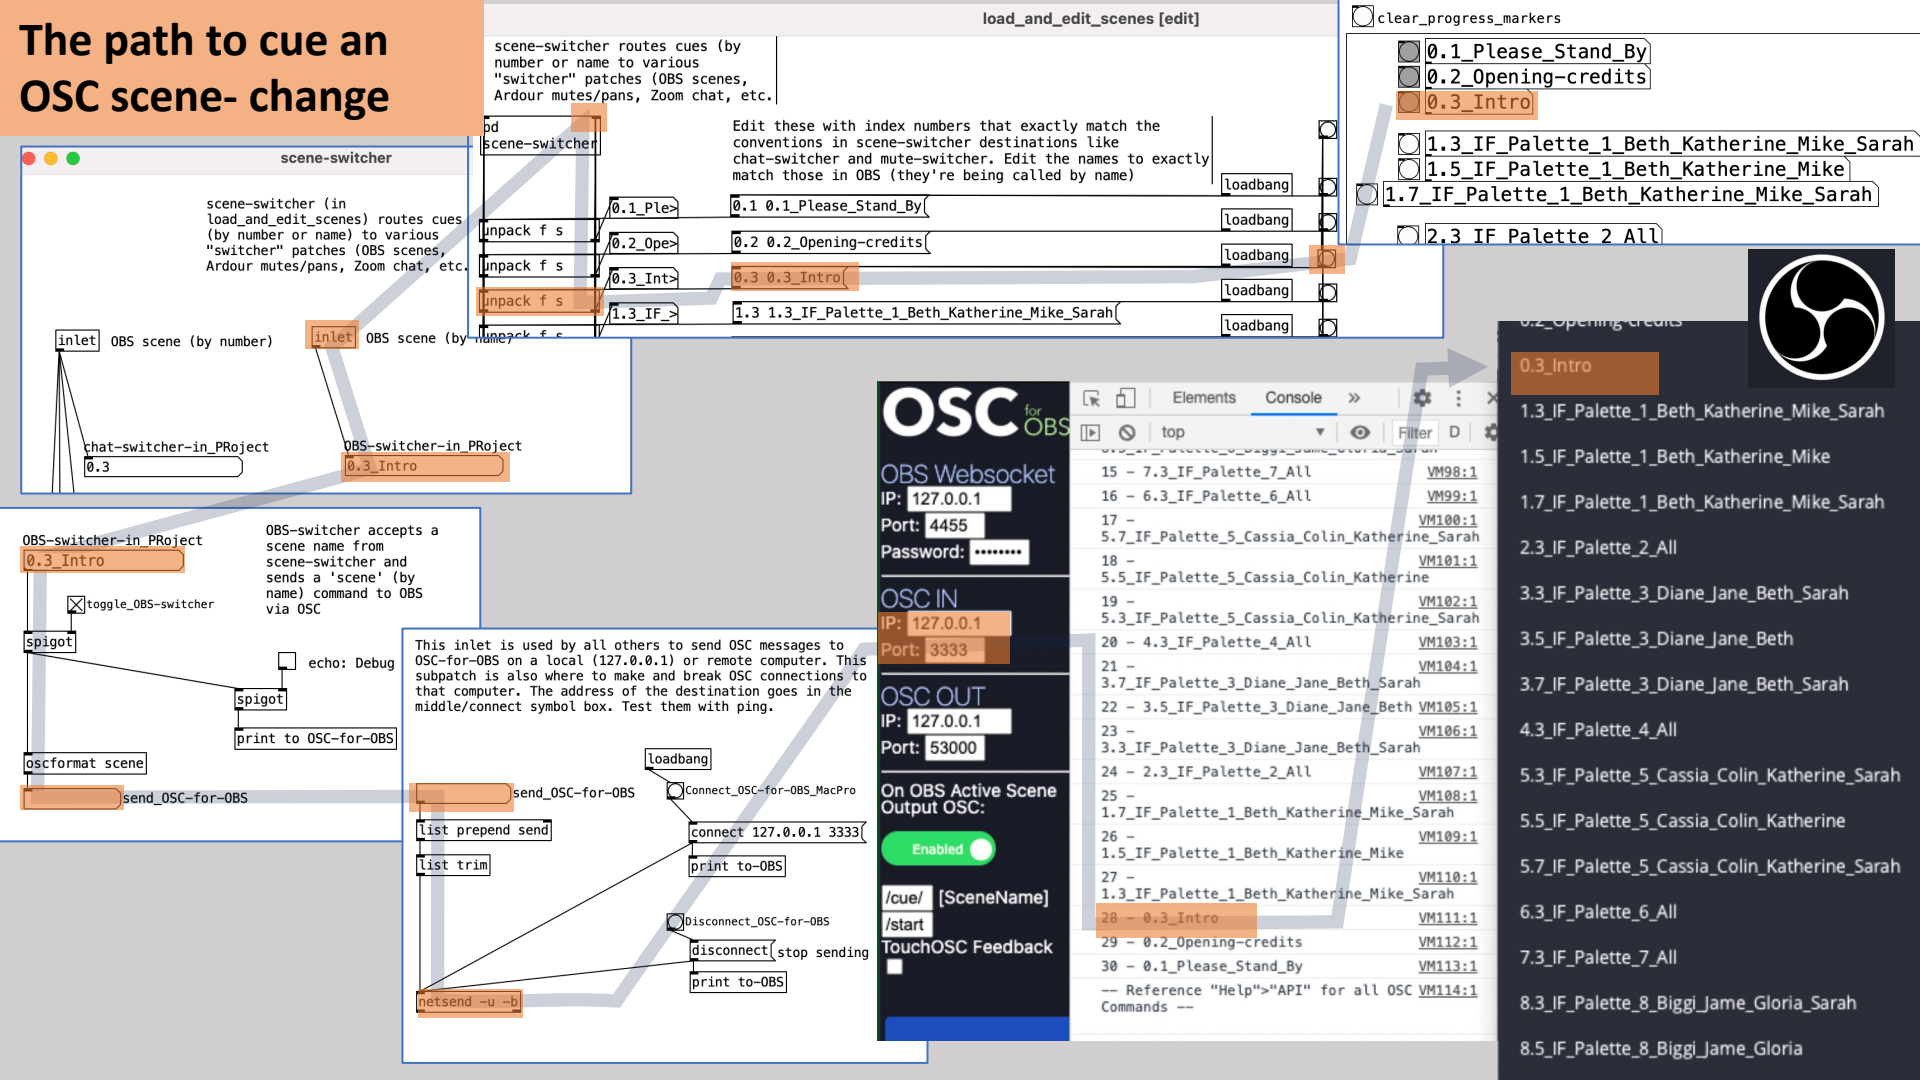 The path to cue an
OSC scene- change
scene-switcher
scene-switcher (in
load_and_edit_scenes) routes cues
(by number or name) to various
"switcher" patches (OBS scenes,
Ardour mutes/pans, Zoom chat, etc.
inlet
OBS scene (by number)
inlet
OBS scene (by name)
chat-switcher-in_PRoject
0.3
OBS-switcher-in_PRoject
0.3_Intro
load_and_edit_scenes [edit]
scene-switcher routes cues (by
number or name to various
"switcher" patches (OBS scenes,
Ardour mutes/pans, Zoom chat, etc.
pd
scene-switcher
Edit these with index numbers that exactly match the
conventions in scene-switcher destinations like
chat-switcher and mute-switcher. Edit the names to exactly
match those in OBS (they're being called by name)
loadbang
0.1_Ple>
0.1 0.1_Please_Stand_By
loadbang
unpack f s
0.2_Ope>
0.2 0.2_Opening-credits
loadbang
unpack f s
0.3_Int>
0.3 0.3_Intro
loadbang
unpack f s
1.3_IF_>
1.3 1.3_IF_Palette_1_Beth_Katherine_Mike_Sarah
loadbang
unpack f s
clear_progress_markers
0.1_Please_Stand_By
0.2_Opening-credits
0.3_Intro
1.3_IF_Palette_1_Beth_Katherine_Mike_Sarah
1.5_IF_Palette_1_Beth_Katherine_Mike
1.7_IF_Palette_1_Beth_Katherine_Mike_Sarah
2.3 IF Palette 2 All
OBS-switcher-in_PRoject
0.3_Intro
OBS-switcher accepts a
scene name from
scene-switcher and
sends a 'scene' (by
name) command to OBS
via OSC
toggle_OBS-switcher
spigot
echo: Debug
spigot
print to OSC-for-OBS
oscformat scene
send_OSC-for-OBS
This inlet is used by all others to send OSC messages to
OSC-for-OBS on a local (127.0.0.1) or remote computer. This
subpatch is also where to make and break OSC connections to
that computer. The address of the destination goes in the
middle/connect symbol box. Test them with ping.
loadbang
send_OSC-for-OBS
Connect_OSC-for-OBS_MacPro
list prepend send
connect 127.0.0.1 3333
list trim
print to-OBS
Disconnect_OSC-for-OBS
disconnect
stop sending
print to-OBS
netsend -u -b
OSC for OBS
OBS Websocket
IP: 127.0.0.1
Port: 4455
Password: ••••••••
OSC IN
IP: 127.0.0.1
Port: 3333
OSC OUT
IP: 127.0.0.1
Port: 53000
On OBS Active Scene
Output OSC:
Enabled
/cue/ [SceneName]
/start
TouchOSC Feedback
Elements Console »
top
Filter D
15 – 7.3_IF_Palette_7_All VM98:1
16 – 6.3_IF_Palette_6_All VM99:1
17 – VM100:1
5.7_IF_Palette_5_Cassia_Colin_Katherine_Sarah
18 – VM101:1
5.5_IF_Palette_5_Cassia_Colin_Katherine
19 – VM102:1
5.3_IF_Palette_5_Cassia_Colin_Katherine_Sarah
20 – 4.3_IF_Palette_4_All VM103:1
21 – VM104:1
3.7_IF_Palette_3_Diane_Jane_Beth_Sarah
22 – 3.5_IF_Palette_3_Diane_Jane_Beth VM105:1
23 – VM106:1
3.3_IF_Palette_3_Diane_Jane_Beth_Sarah
24 – 2.3_IF_Palette_2_All VM107:1
25 – VM108:1
1.7_IF_Palette_1_Beth_Katherine_Mike_Sarah
26 – VM109:1
1.5_IF_Palette_1_Beth_Katherine_Mike
27 – VM110:1
1.3_IF_Palette_1_Beth_Katherine_Mike_Sarah
28 – 0.3_Intro VM111:1
29 – 0.2_Opening-credits VM112:1
30 – 0.1_Please_Stand_By VM113:1
—— Reference "Help">"API" for all OSC VM114:1
Commands ——
0.2_Opening-credits
0.3_Intro
1.3_IF_Palette_1_Beth_Katherine_Mike_Sarah
1.5_IF_Palette_1_Beth_Katherine_Mike
1.7_IF_Palette_1_Beth_Katherine_Mike_Sarah
2.3_IF_Palette_2_All
3.3_IF_Palette_3_Diane_Jane_Beth_Sarah
3.5_IF_Palette_3_Diane_Jane_Beth
3.7_IF_Palette_3_Diane_Jane_Beth_Sarah
4.3_IF_Palette_4_All
5.3_IF_Palette_5_Cassia_Colin_Katherine_Sarah
5.5_IF_Palette_5_Cassia_Colin_Katherine
5.7_IF_Palette_5_Cassia_Colin_Katherine_Sarah
6.3_IF_Palette_6_All
7.3_IF_Palette_7_All
8.3_IF_Palette_8_Biggi_Jame_Gloria_Sarah
8.5_IF_Palette_8_Biggi_Jame_Gloria